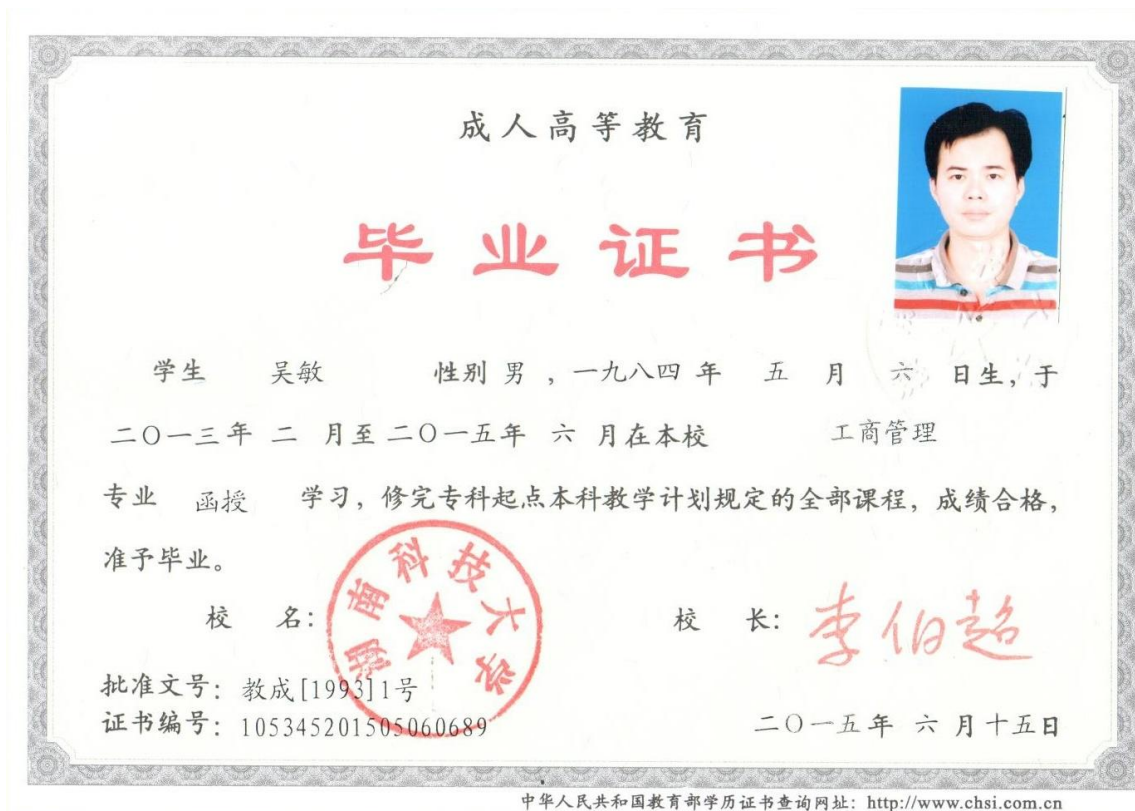 成人高等教育
毕业证书
学生 吴敏 性别 男 ，一九八四 年 五 月 六 日生，于
二〇一三年 二 月至 二〇一五年 六 月在本校 工商管理
专业 函授 学习，修完专科起点本科教学计划规定的全部课程，成绩合格，
准予毕业。
校 名： 湖南科技大学 校 长： 李伯超
批准文号：教成[1993]1号
证书编号：105345201505060689 二〇一五年 六 月十五日
中华人民共和国教育部学历证书查询网址：http://www.chsi.com.cn